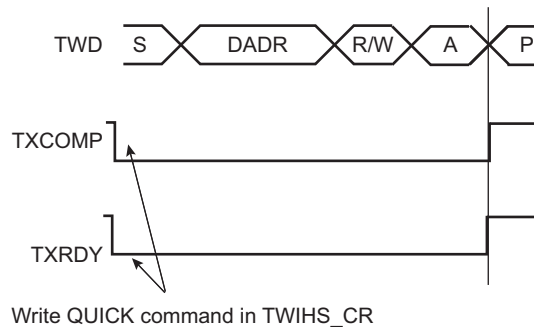 TWD S DADR R/W A P
TXCOMP
TXRDY
Write QUICK command in TWIHS_CR